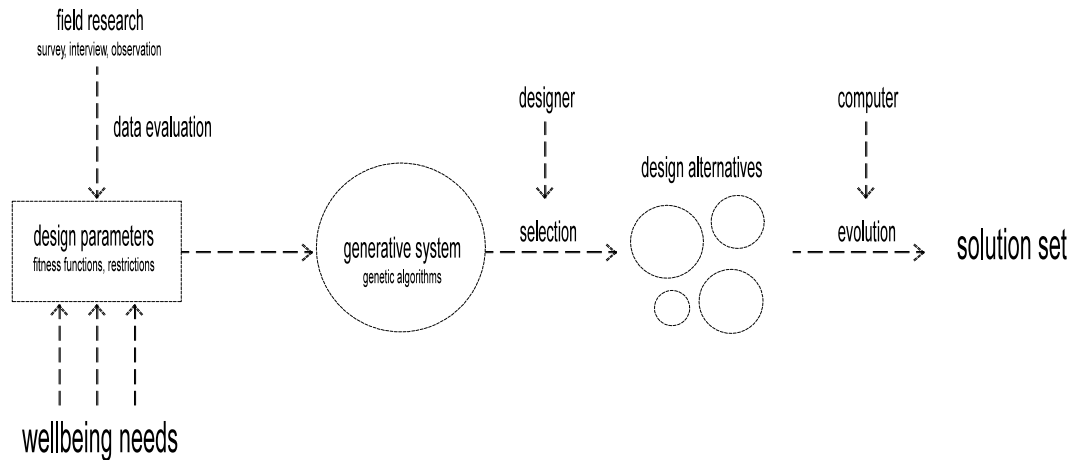 field research
survey, interview, observation
data evaluation
design parameters
fitness functions, restrictions
wellbeing needs
generative system
genetic algorithms
designer
selection
design alternatives
computer
evolution
solution set